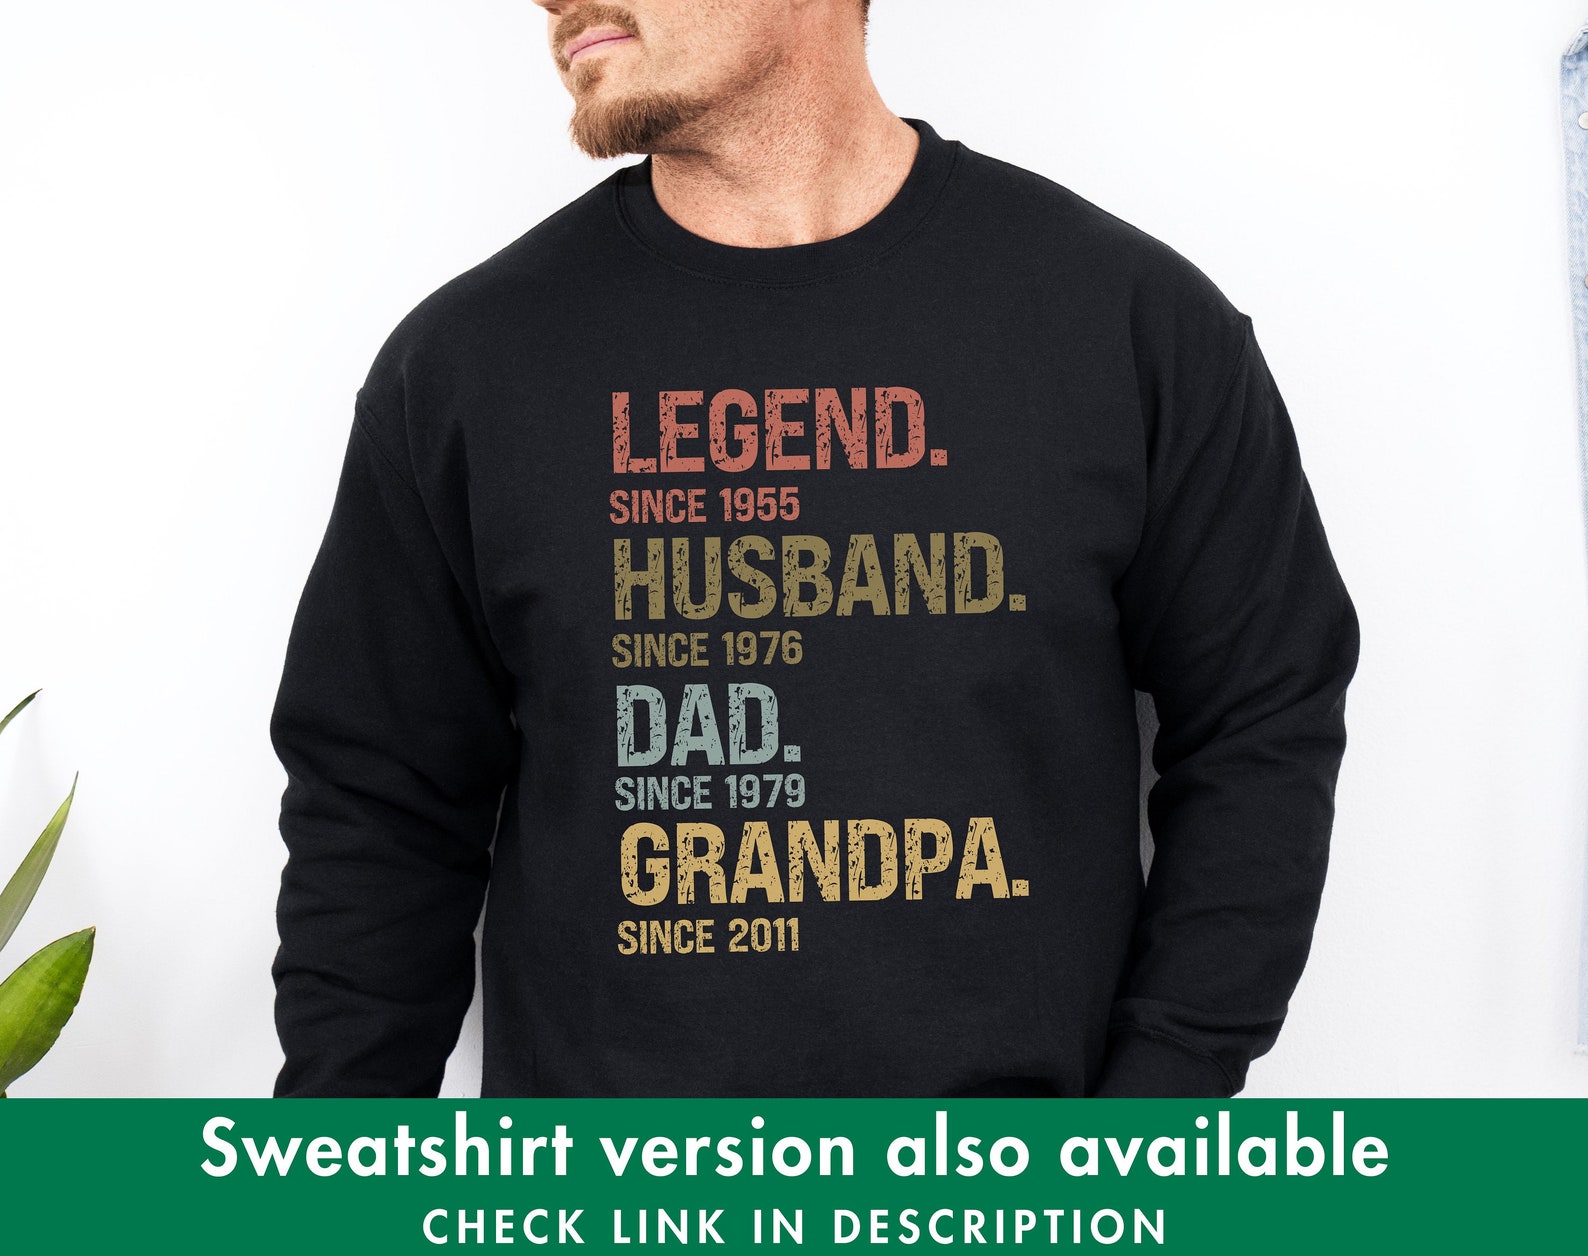 LEGEND.
SINCE 1955
HUSBAND.
SINCE 1976
DAD.
SINCE 1979
GRANDPA.
SINCE 2011
Sweatshirt version also available
CHECK LINK IN DESCRIPTION